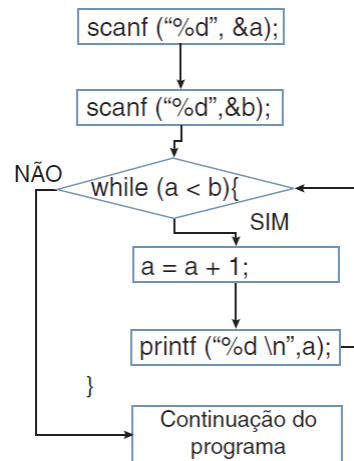 scanf (“%d”, &a);
scanf (“%d”,&b);
NÃO
while (a < b){
SIM
a = a + 1;
printf (“%d \n”,a);
}
Continuação do
programa